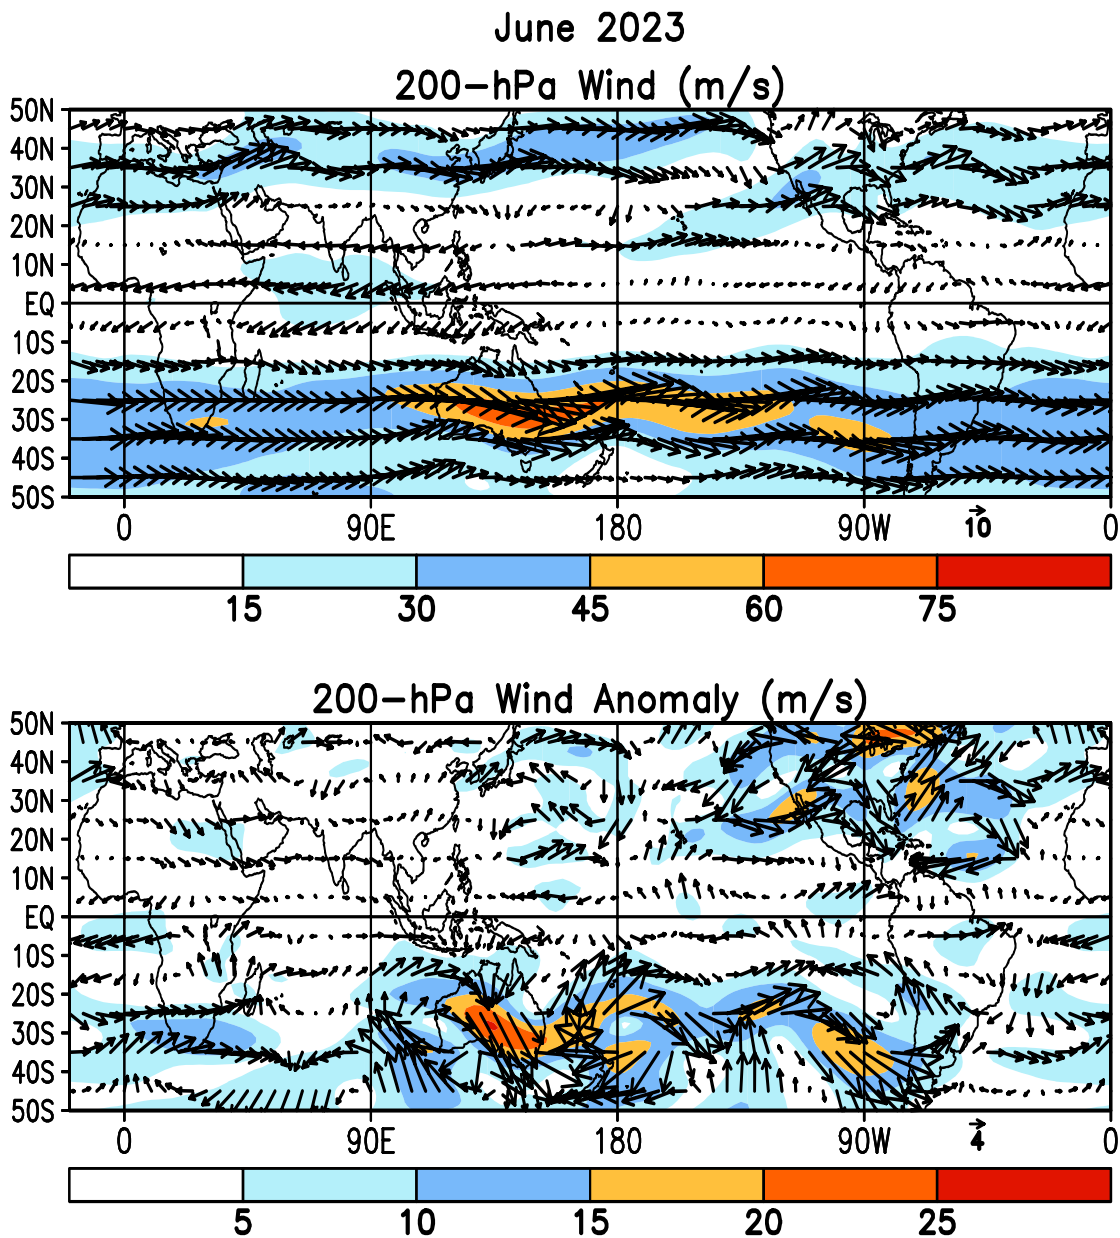 June 2023
200-hPa Wind (m/s)
50N
40N
30N
20N
10N
EQ
10S
20S
30S
40S
50S
0 90E 180 90W 10 0
15 30 45 60 75
200-hPa Wind Anomaly (m/s)
50N
40N
30N
20N
10N
EQ
10S
20S
30S
40S
50S
0 90E 180 90W 4 0
5 10 15 20 25